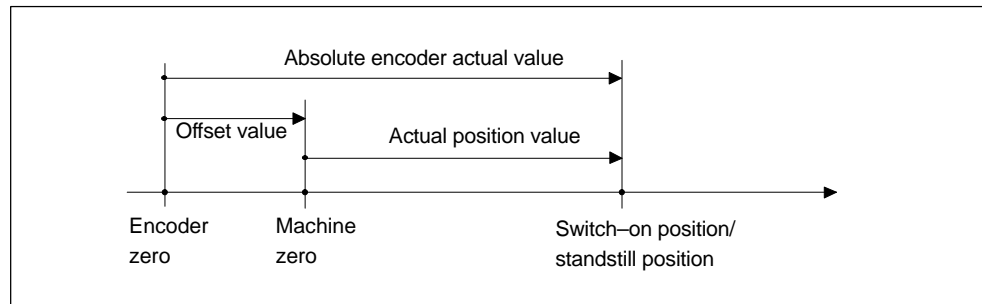 Absolute encoder actual value
Offset value
Actual position value
Encoder
zero
Machine
zero
Switch–on position/
standstill position